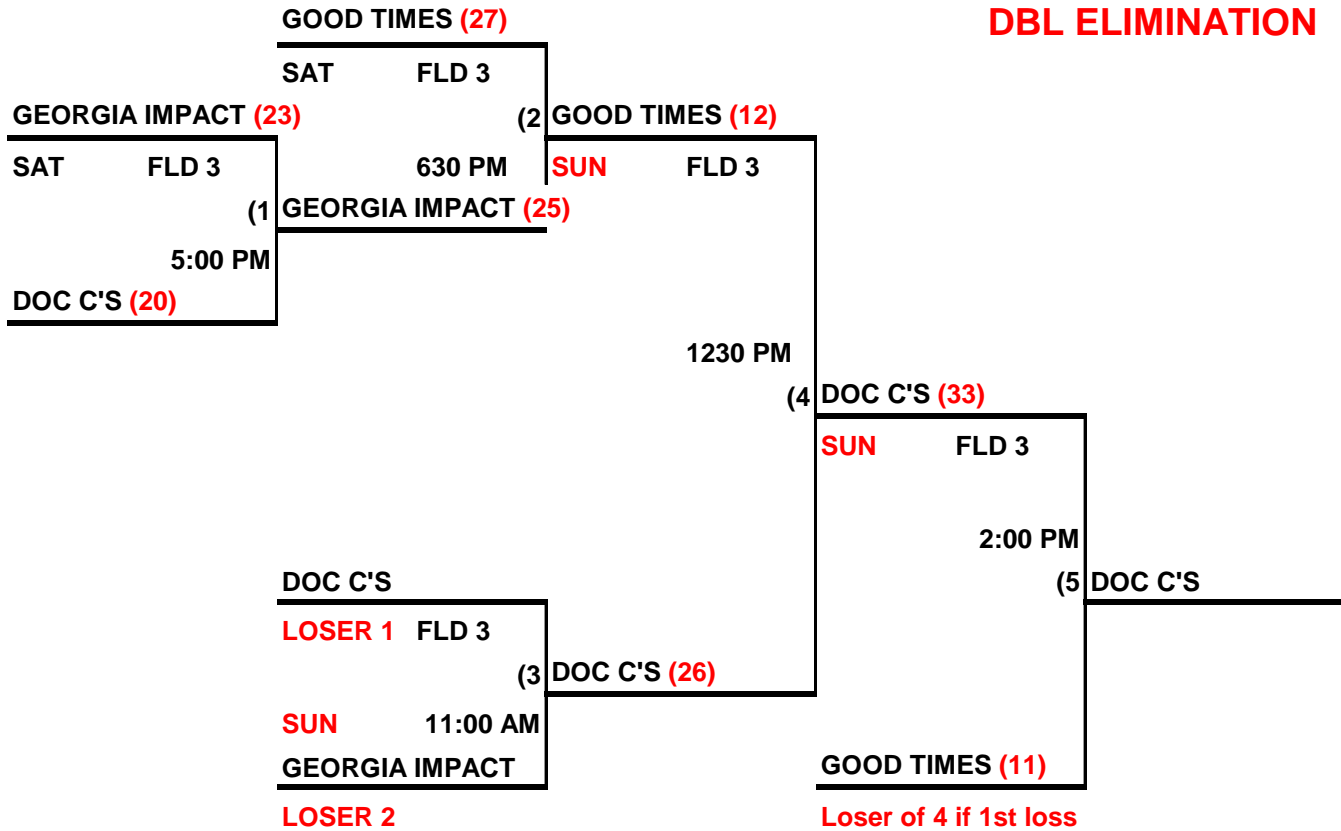 GOOD TIMES (27)
DBL ELIMINATION
SAT FLD 3
GEORGIA IMPACT (23)
(2 GOOD TIMES (12)
SAT FLD 3
630 PM
SUN FLD 3
(1 GEORGIA IMPACT (25)
5:00 PM
DOC C'S (20)
1230 PM
(4 DOC C'S (33)
SUN FLD 3
2:00 PM
DOC C'S
(5 DOC C'S
LOSER 1 FLD 3
(3 DOC C'S (26)
SUN 11:00 AM
GEORGIA IMPACT
GOOD TIMES (11)
LOSER 2
Loser of 4 if 1st loss